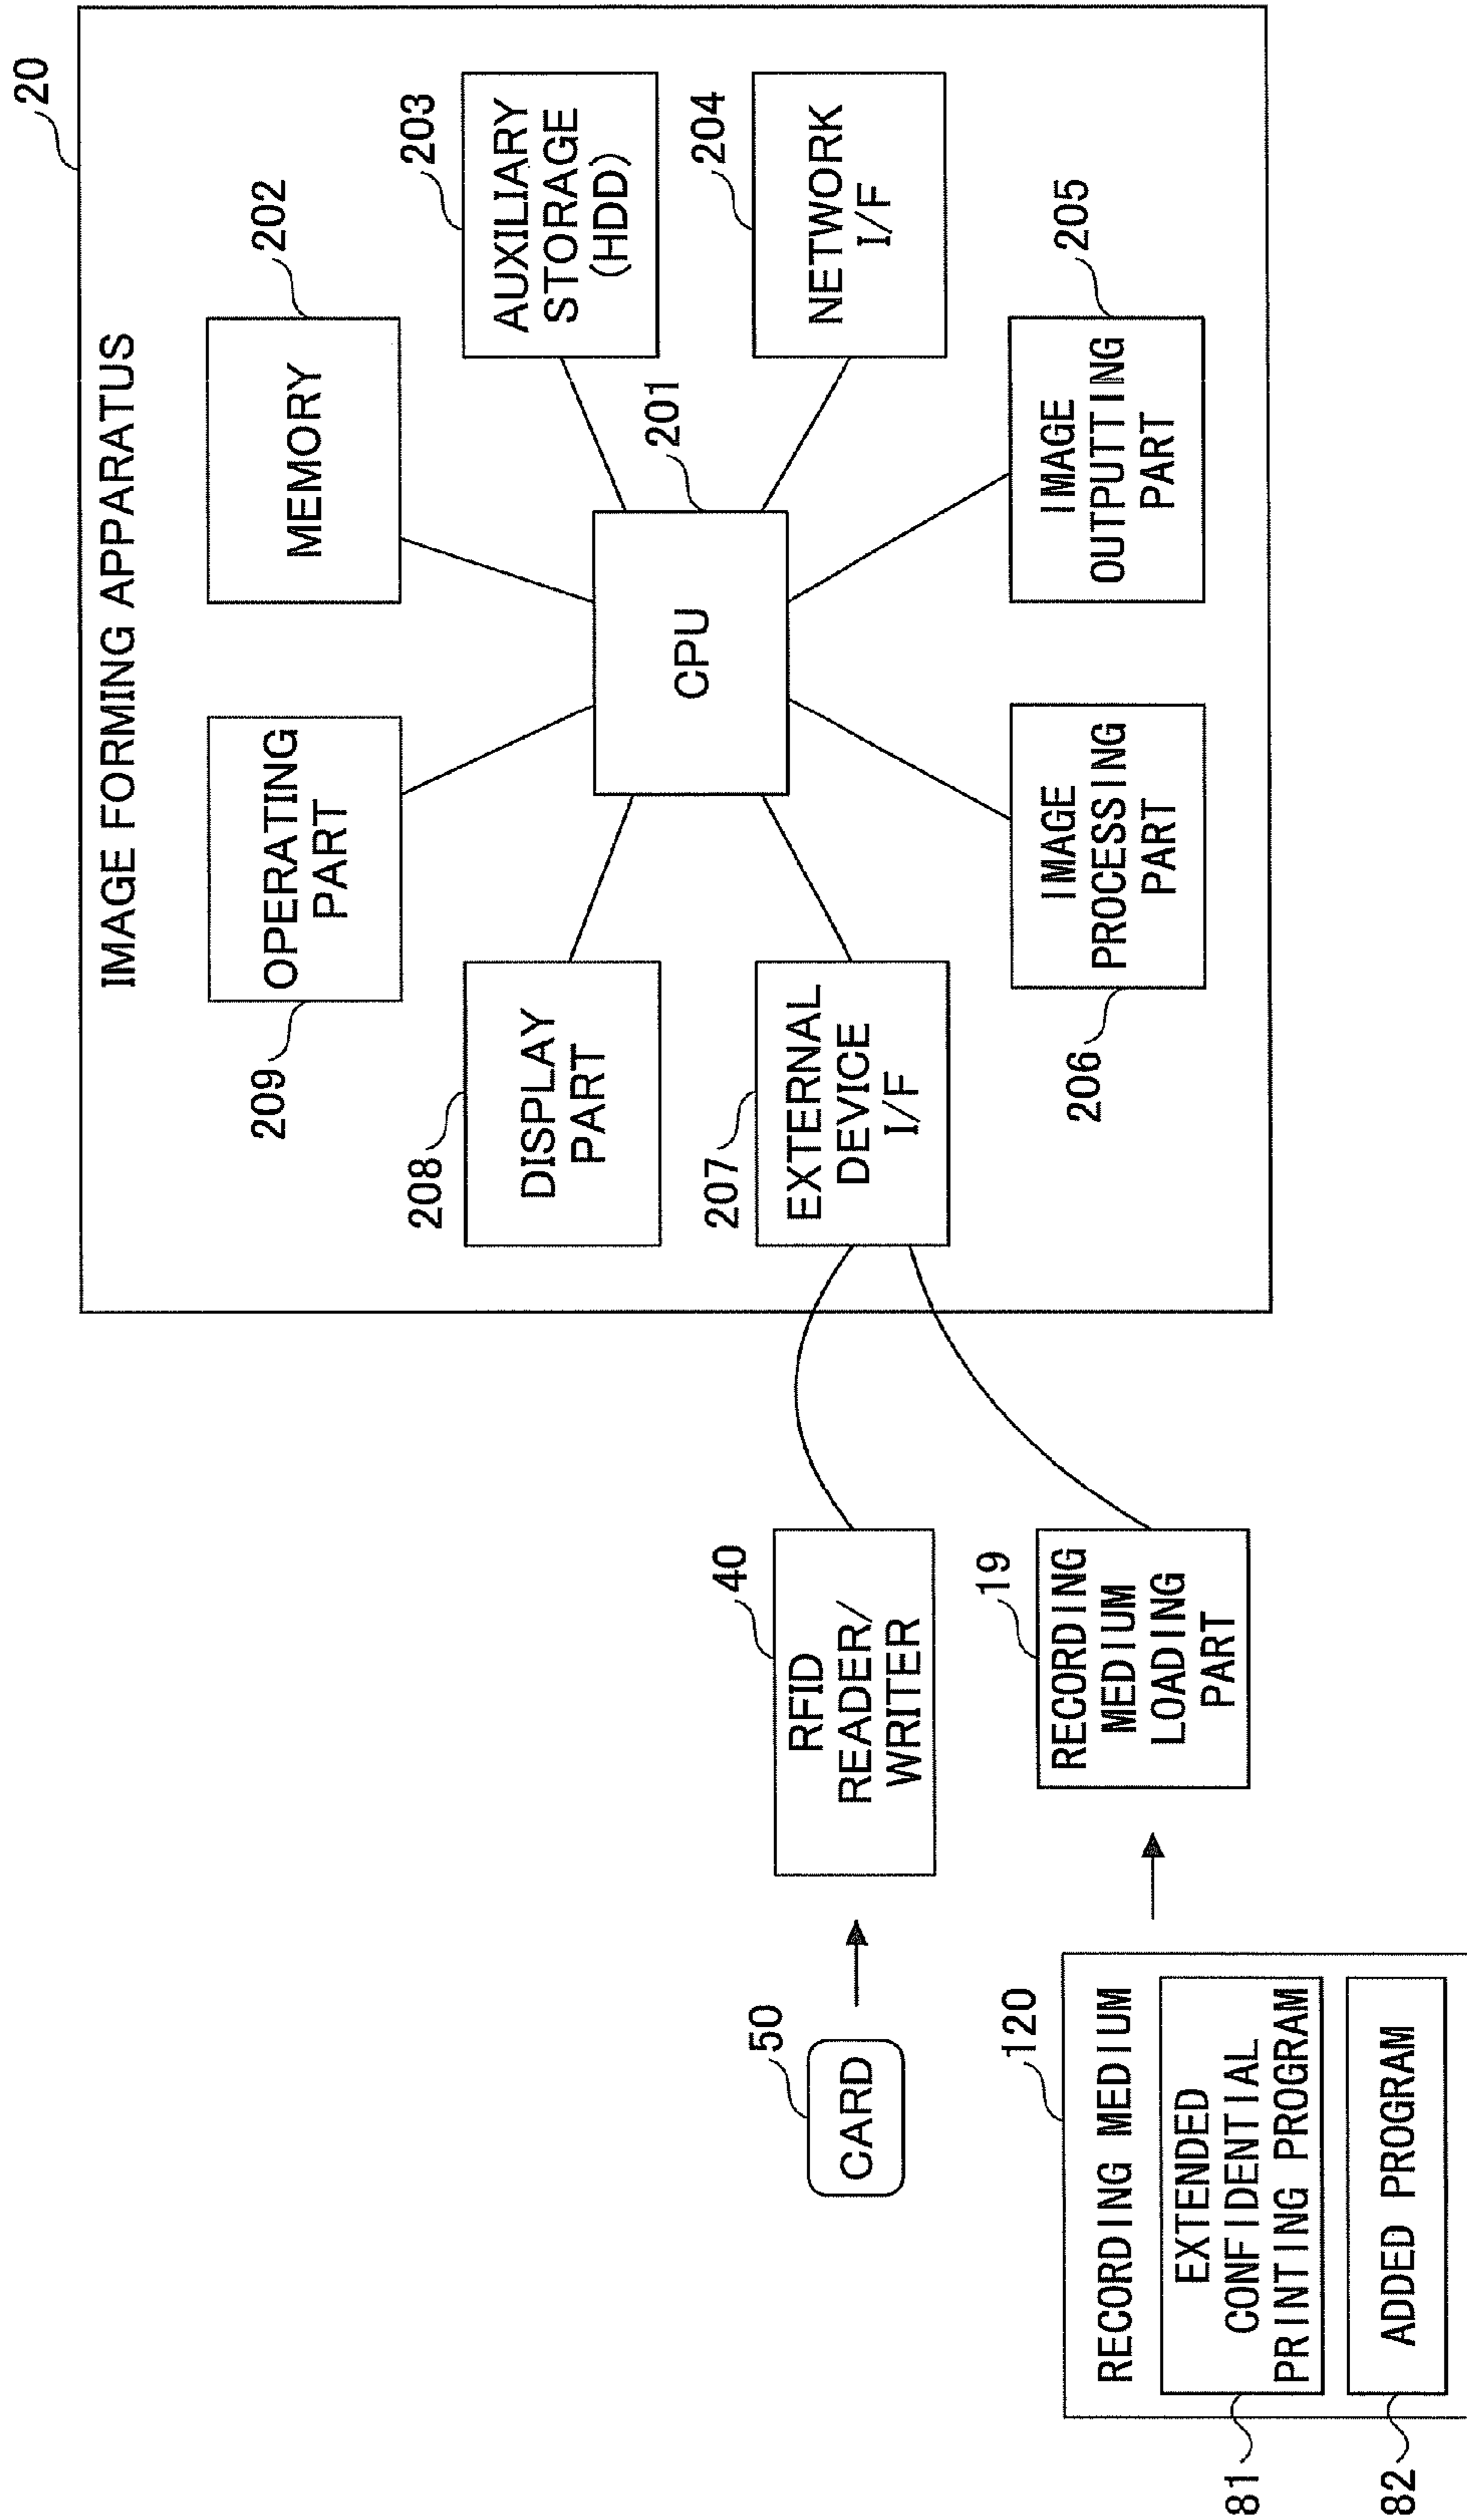 20
IMAGE FORMING APPARATUS
209
OPERATING
PART
202
MEMORY
208
DISPLAY
PART
203
AUXILIARY
STORAGE
(HDD)
201
CPU
207
EXTERNAL
DEVICE
I/F
204
NETWORK
I/F
206
IMAGE
PROCESSING
PART
205
IMAGE
OUTPUTTING
PART
40
RFID
READER/
WRITER
50
CARD
19
RECORDING
MEDIUM
LOADING
PART
120
RECORDING MEDIUM
81
EXTENDED
CONFIDENTIAL
PRINTING PROGRAM
82
ADDED PROGRAM